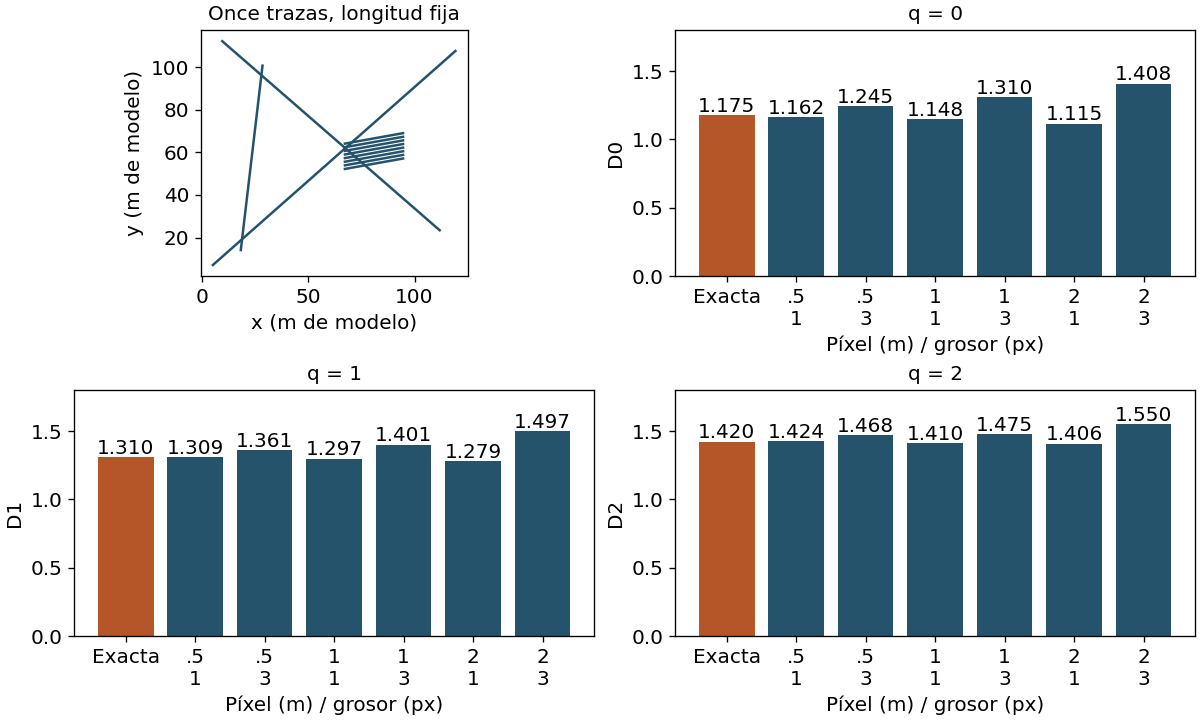 Once trazas, longitud fija
100
80
60
40
20
0 50 100
y (m de modelo)
x (m de modelo)
q = 0
1.5
1.0
0.5
0.0
D0
1.175 1.162 1.245 1.148 1.310 1.115 1.408
Exacta .5 .5 1 1 2 2
1 3 1 3 1 3
Píxel (m) / grosor (px)
q = 1
1.5
1.0
0.5
0.0
D1
1.310 1.309 1.361 1.297 1.401 1.279 1.497
Exacta .5 .5 1 1 2 2
1 3 1 3 1 3
Píxel (m) / grosor (px)
q = 2
1.5
1.0
0.5
0.0
D2
1.420 1.424 1.468 1.410 1.475 1.406 1.550
Exacta .5 .5 1 1 2 2
1 3 1 3 1 3
Píxel (m) / grosor (px)